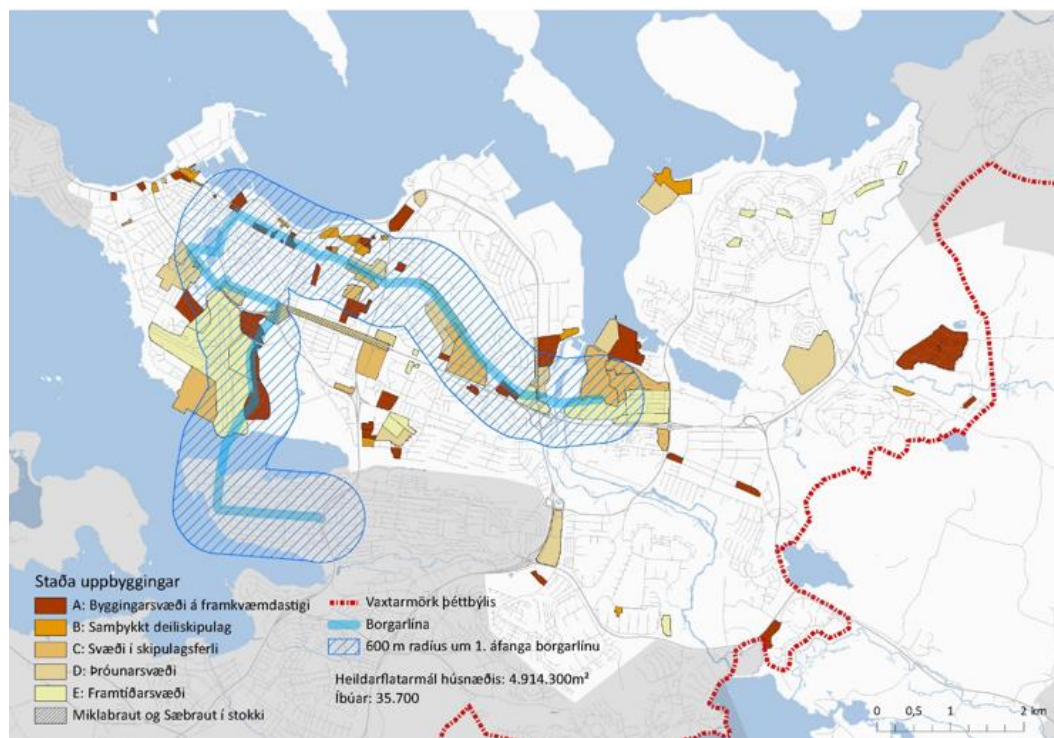 Staða uppbyggingar
A: Byggingarsvæði á framkvæmdastigi
B: Samþykkt deiliskipulag
C: Svæði í skipulagsferli
D: Þróunarsvæði
E: Framtíðarsvæði
Miklabraut og Sæbraut í stokki
Vaxtarmörk þéttbýlis
Borgarlína
600 m radíus um 1. áfanga borgarlínu
Heildarflatarmál húsnæðis: 4.914.300m²
Íbúar: 35.700
0 0,5 1 2 km